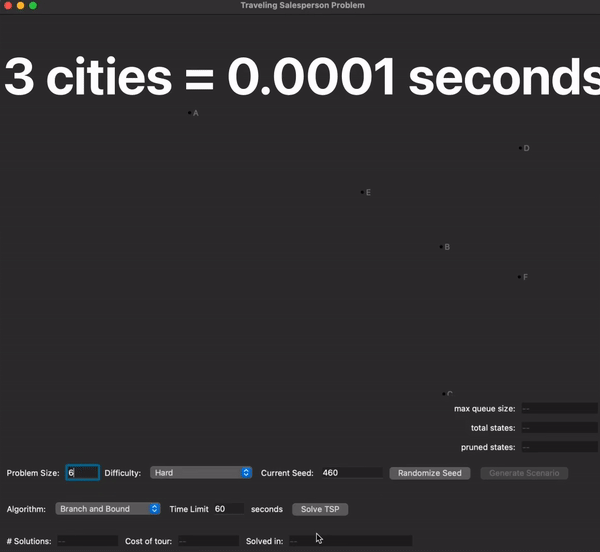 Traveling Salesperson Problem
3 cities = 0.0001 seconds
A
D
E
B
F
C
max queue size: --
total states: --
pruned states: --
Problem Size: 6 Difficulty: Hard Current Seed: 460 Randomize Seed Generate Scenario
Algorithm: Branch and Bound Time Limit 60 seconds Solve TSP
# Solutions: -- Cost of tour: -- Solved in: --